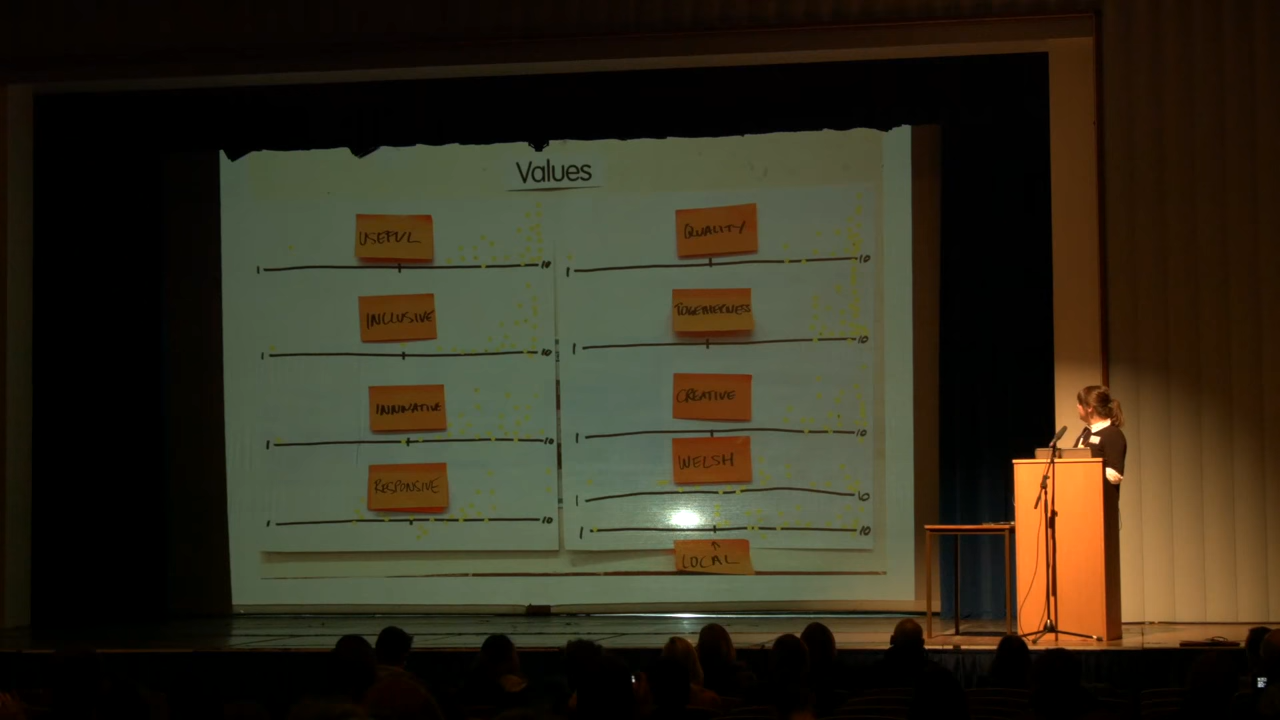 Values
USEFUL
1 10
INCLUSIVE
1 10
INNOVATIVE
1 10
RESPONSIVE
1 10
QUALITY
1 10
TOGETHERNESS
1 10
CREATIVE
1 10
WELSH
1 10
1 10
LOCAL